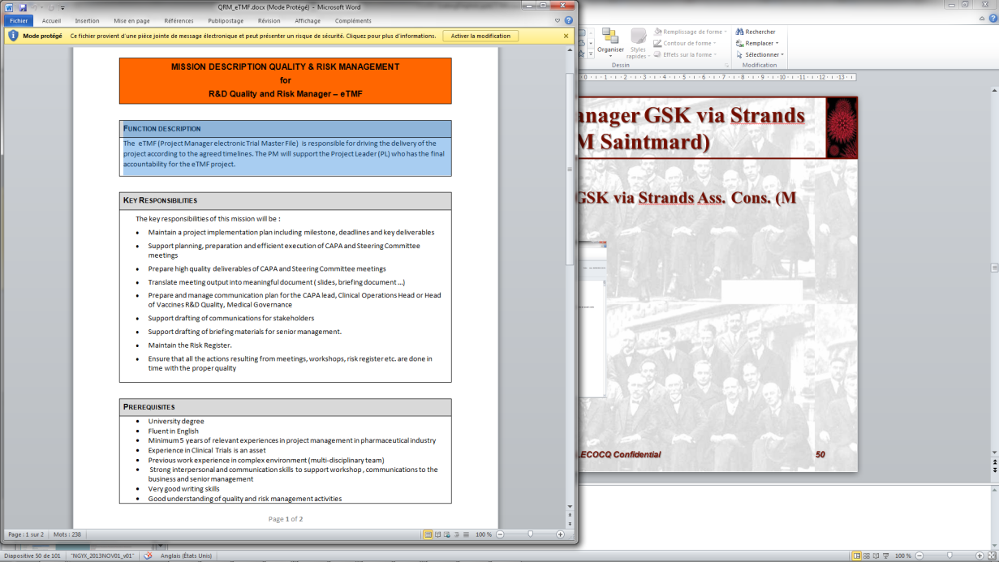 QRM_eTMF.docx (Mode Protégé) - Microsoft Word
Fichier Accueil Insertion Mise en page Références Publipostage Révision Affichage Compléments
Mode protégé Ce fichier provient d'une pièce jointe de message électronique et peut présenter un risque de sécurité. Cliquez pour plus d'informations. Activer la modification
MISSION DESCRIPTION QUALITY & RISK MANAGEMENT
for
R&D Quality and Risk Manager – eTMF
FUNCTION DESCRIPTION
The eTMF (Project Manager electronic Trial Master File) is responsible for driving the delivery of the
project according to the agreed timelines. The PM will support the Project Leader (PL) who has the final
accountability for the eTMF project.
KEY RESPONSIBILITIES
The key responsibilities of this mission will be :
• Maintain a project implementation plan including milestone, deadlines and key deliverables
• Support planning, preparation and efficient execution of CAPA and Steering Committee
meetings
• Prepare high quality deliverables of CAPA and Steering Committee meetings
• Translate meeting output into meaningful document ( slides, briefing document ...)
• Prepare and manage communication plan for the CAPA lead, Clinical Operations Head or Head
of Vaccines R&D Quality, Medical Governance
• Support drafting of communications for stakeholders
• Support drafting of briefing materials for senior management.
• Maintain the Risk Register.
• Ensure that all the actions resulting from meetings, workshops, risk register etc. are done in
time with the proper quality
PREREQUISITES
• University degree
• Fluent in English
• Minimum 5 years of relevant experiences in project management in pharmaceutical industry
• Experience in Clinical Trials is an asset
• Previous work experience in complex environment (multi-disciplinary team)
• Strong interpersonal and communication skills to support workshop , communications to the
business and senior management
• Very good writing skills
• Good understanding of quality and risk management activities
Page 1 of 2
Page : 1 sur 2 Mots : 238 100 %
Organiser Styles rapides
Remplissage de forme
Contour de forme
Effets sur la forme
Dessin
Rechercher
Remplacer
Sélectionner
Modification
0 1 2 3 4 5 6 7 8 9 10 11 12 13
anager GSK via Strands
M Saintmard)
GSK via Strands Ass. Cons. (M
LECOCQ Confidential 50
Diapositive 50 de 101 "NGYX_2013NOV01_v01" Anglais (États Unis) 100 %